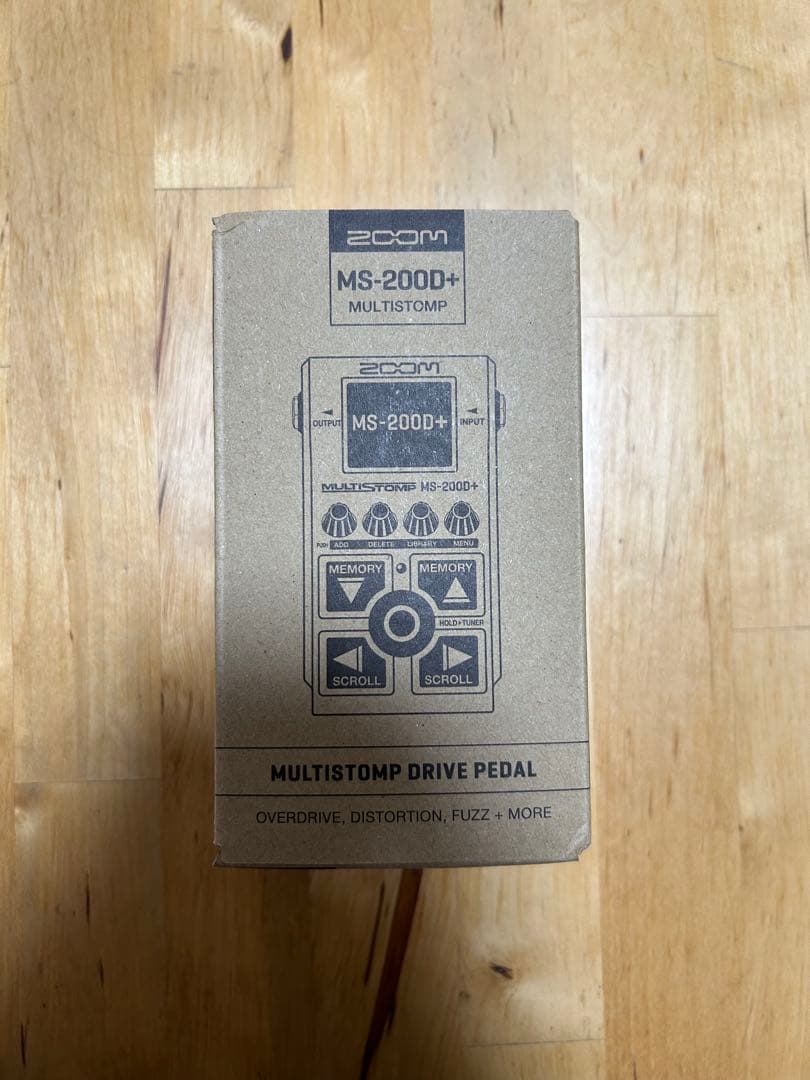 ZOOM
MS-200D+
MULTISTOMP
ZOOM
OUTPUT
MS-200D+
INPUT
MULTISTOMP MS-200D+
PUSH ADD DELETE LIBRARY MENU
MEMORY
MEMORY
HOLD▸TUNER
SCROLL
SCROLL
MULTISTOMP DRIVE PEDAL
OVERDRIVE, DISTORTION, FUZZ + MORE